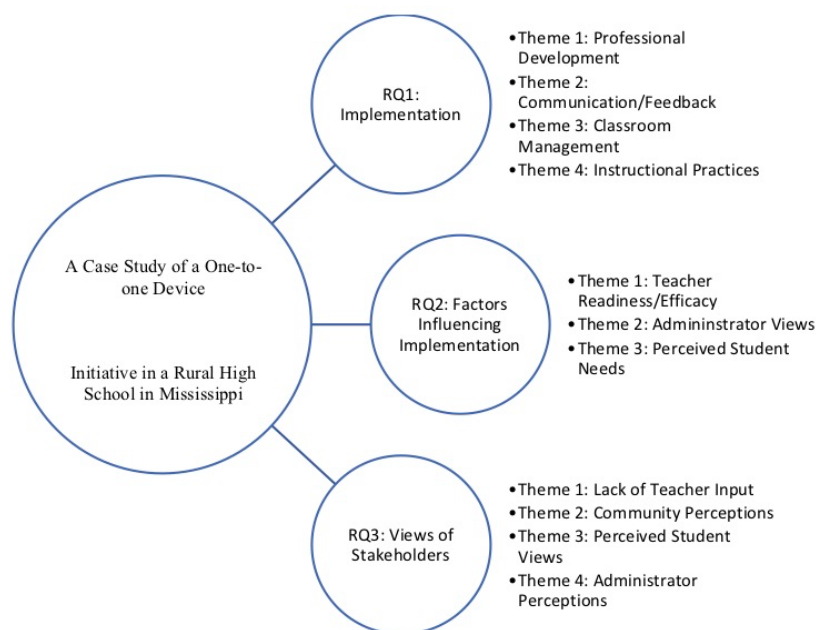 RQ1:
Implementation
•Theme 1: Professional
Development
•Theme 2:
Communication/Feedback
•Theme 3: Classroom
Management
•Theme 4: Instructional Practices
A Case Study of a One-to-
one Device
Initiative in a Rural High
School in Mississippi
RQ2: Factors
Influencing
Implementation
•Theme 1: Teacher
Readiness/Efficacy
•Theme 2: Admininstrator Views
•Theme 3: Perceived Student
Needs
RQ3: Views of
Stakeholders
•Theme 1: Lack of Teacher Input
•Theme 2: Community Perceptions
•Theme 3: Perceived Student
Views
•Theme 4: Administrator
Perceptions